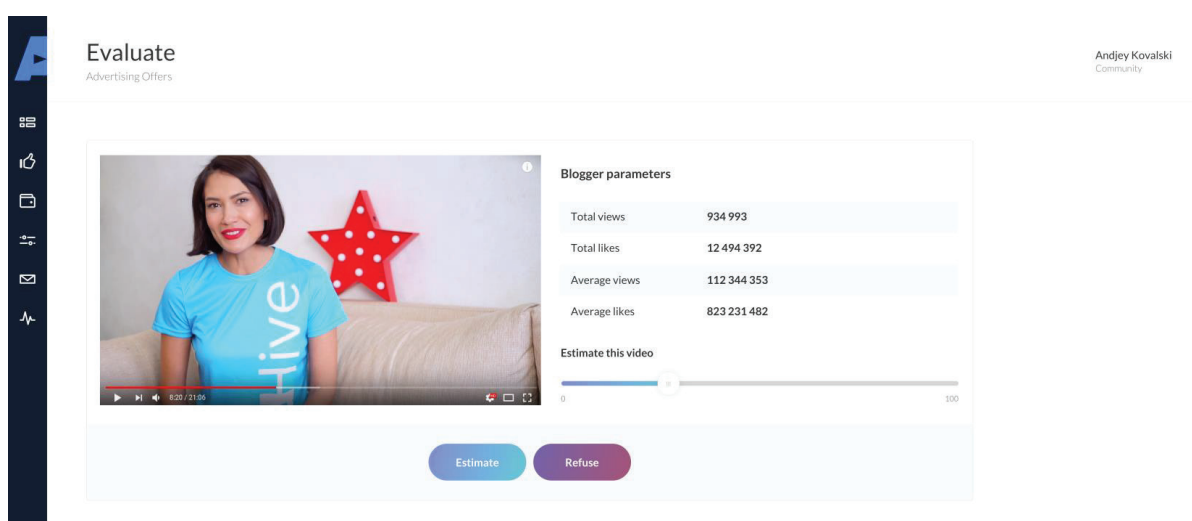 Evaluate
Advertising Offers
Andjey Kovalski
Community
Blogger parameters
Total views 934 993
Total likes 12 494 392
Average views 112 344 353
Average likes 823 231 482
Estimate this video
0 100
8:20 / 21:06
Estimate Refuse